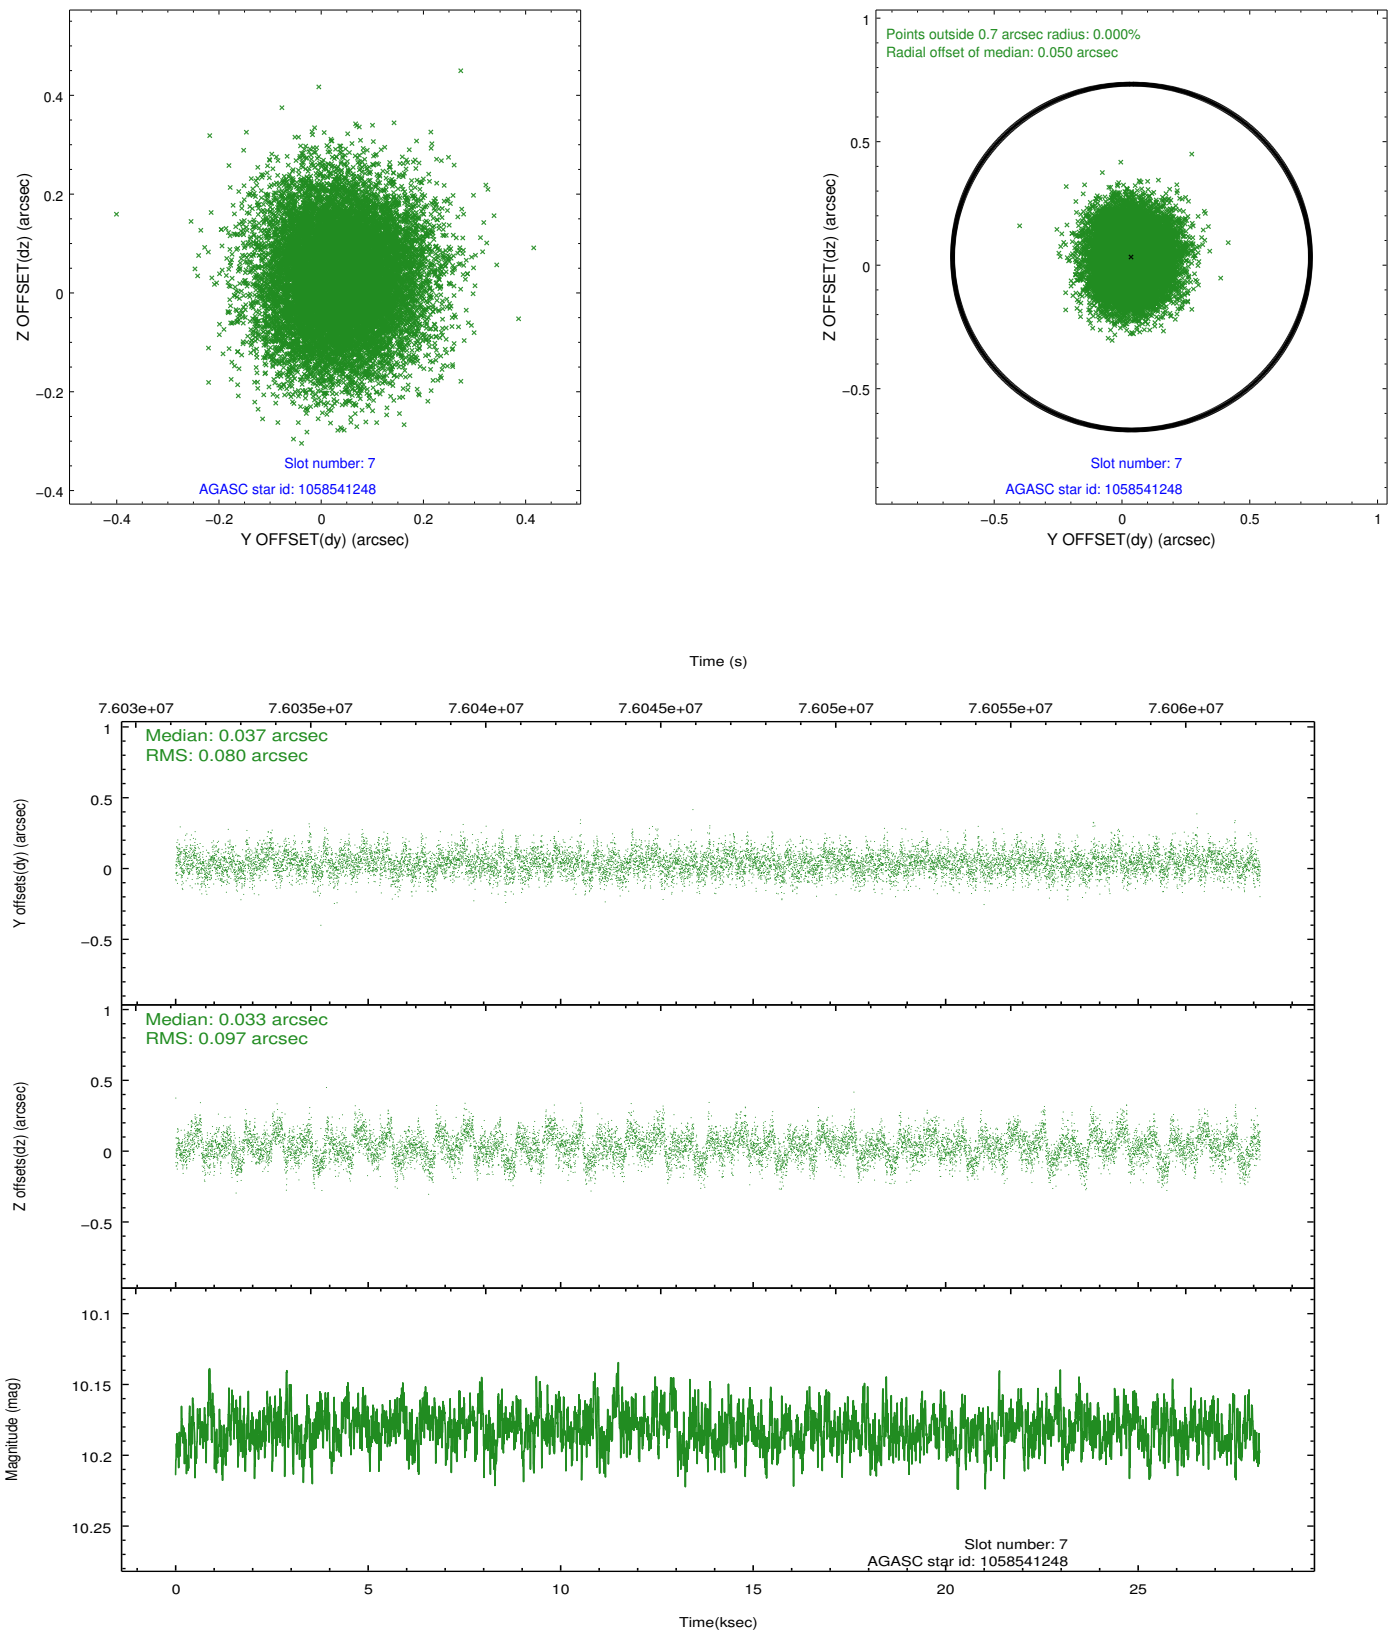 0.4
0.2
0
−0.2
−0.4
Z OFFSET(dz) (arcsec)
Slot number: 7
AGASC star id: 1058541248
−0.4 −0.2 0 0.2 0.4
Y OFFSET(dy) (arcsec)
Points outside 0.7 arcsec radius: 0.000%
Radial offset of median: 0.050 arcsec
1
0.5
0
−0.5
Z OFFSET(dz) (arcsec)
Slot number: 7
AGASC star id: 1058541248
−0.5 0 0.5 1
Y OFFSET(dy) (arcsec)
Time (s)
7.603e+07 7.6035e+07 7.604e+07 7.6045e+07 7.605e+07 7.6055e+07 7.606e+07
Median: 0.037 arcsec
RMS: 0.080 arcsec
1
0.5
0
−0.5
Y offsets(dy) (arcsec)
Median: 0.033 arcsec
RMS: 0.097 arcsec
1
0.5
0
−0.5
Z offsets(dz) (arcsec)
10.1
10.15
10.2
10.25
Magnitude (mag)
Slot number: 7
AGASC star id: 1058541248
0 5 10 15 20 25
Time(ksec)